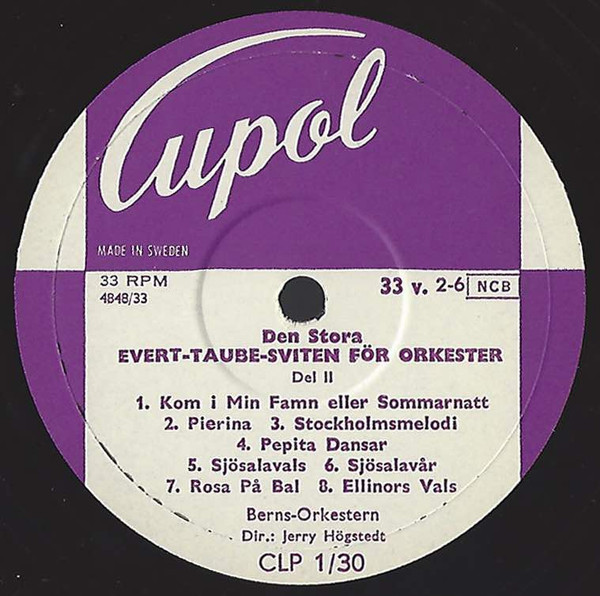 Cupol
MADE IN SWEDEN
33 RPM
4848/33
33 v. 2-6 NCB
Den Stora
EVERT-TAUBE-SVITEN FÖR ORKESTER
Del II
1. Kom i Min Famn eller Sommarnatt
2. Pierina 3. Stockholmsmelodi
4. Pepita Dansar
5. Sjösalavals 6. Sjösalavår
7. Rosa På Bal 8. Ellinors Vals
Berns-Orkestern
Dir.: Jerry Högstedt
CLP 1/30